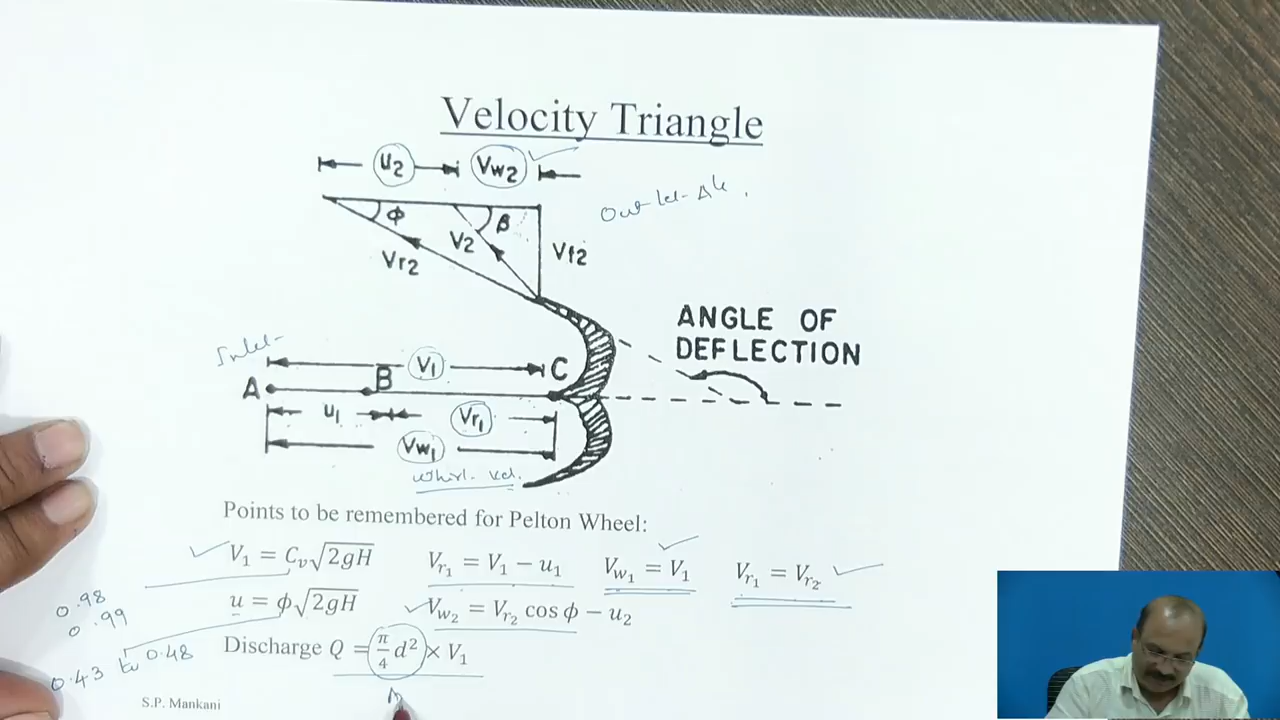 Velocity Triangle
u2 Vw2
Outlet Δle.
ϕ β
V2 Vf2
Vr2
ANGLE OF
DEFLECTION
Inlet
V1 C
A B
u1 Vr1
Vw1
Whirl. Vel.
Points to be remembered for Pelton Wheel:
V₁ = Cᵥ√2gH Vr₁ = V₁ − u₁ Vw₁ = V₁ Vr₁ = Vr₂
0.98
0.99
u = ϕ√2gH Vw₂ = Vr₂ cos ϕ − u₂
0.43 to 0.48
Discharge Q = π/4 d² × V₁
S.P. Mankani